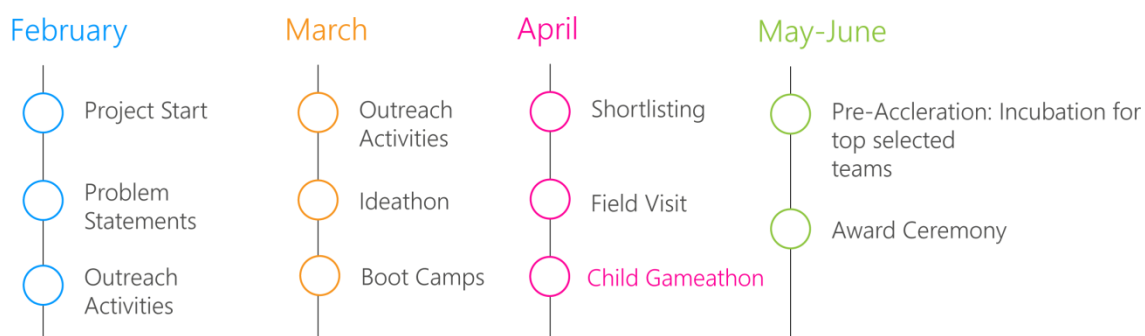 February
Project Start
Problem
Statements
Outreach
Activities
March
Outreach
Activities
Ideathon
Boot Camps
April
Shortlisting
Field Visit
Child Gameathon
May-June
Pre-Accleration: Incubation for
top selected
teams
Award Ceremony